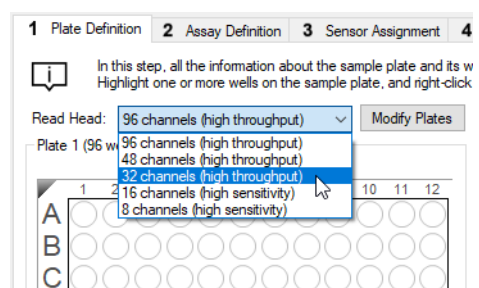 1 Plate Definition 2 Assay Definition 3 Sensor Assignment 4
In this step, all the information about the sample plate and its w
Highlight one or more wells on the sample plate, and right-click
Read Head: 96 channels (high throughput) Modify Plates
96 channels (high throughput)
Plate 1 (96 w
48 channels (high throughput)
32 channels (high throughput)
16 channels (high sensitivity)
8 channels (high sensitivity)
1 2 10 11 12
A
B
C